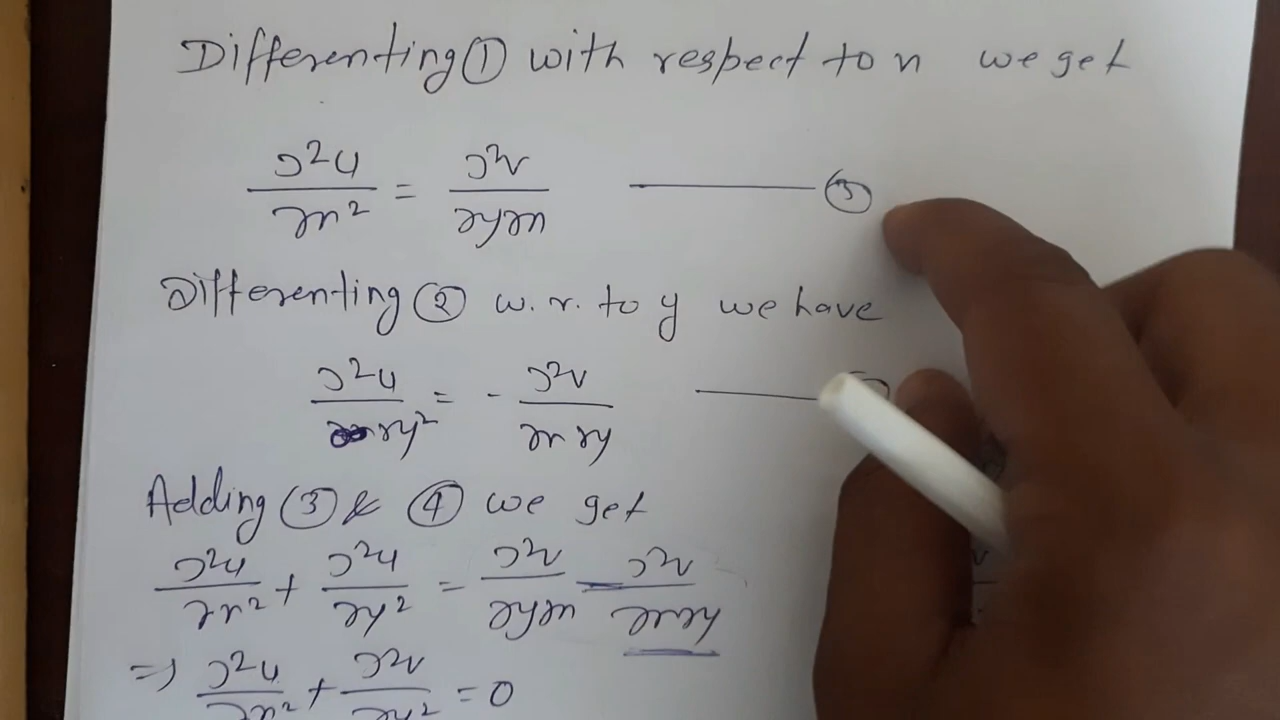 Differenting ① with respect to x we get
∂²u/∂x² = ∂²v/∂y∂x ——— ③
Differenting ② w.r. to y we have
∂²u/∂y² = - ∂²v/∂x∂y ———
Adding ③ & ④ we get
∂²u/∂x² + ∂²u/∂y² = ∂²v/∂y∂x - ∂²v/∂x∂y
=> ∂²u/∂x² + ∂²v/∂y² = 0